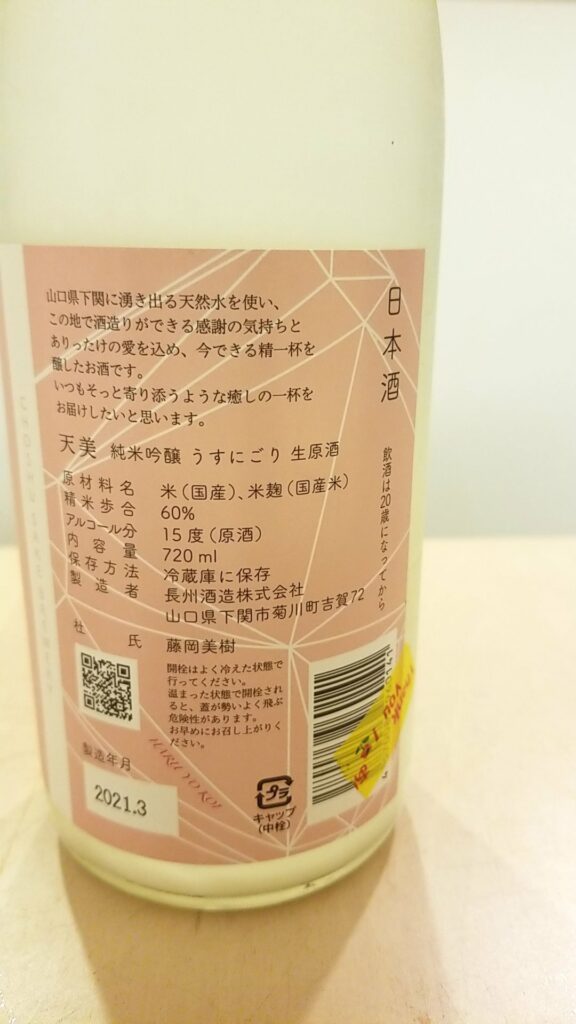 山口県下関に湧き出る天然水を使い、
この地で酒造りができる感謝の気持ちと
ありったけの愛を込め、今できる精一杯を
醸したお酒です。
いつもそっと寄り添うような癒しの一杯を
お届けしたいと思います。
日本酒
飲酒は20歳になってから
天美 純米吟醸 うすにごり 生原酒
原材料名 米(国産)、米麹(国産米)
精米歩合 60%
アルコール分 15度(原酒)
内容量 720ml
保存方法 冷蔵庫に保存
製造者 長州酒造株式会社
山口県下関市菊川町古賀72
杜氏 藤岡美樹
開栓はよく冷えた状態で
行ってください。
温まった状態で開栓され
ると、蓋が勢いよく飛ぶ
危険性があります。
お早めにお召し上がりく
ださい。
HARU YO KOI
製造年月
2021.3
プラ
キャップ
(中栓)
CHOSHU SAKE BREWERY